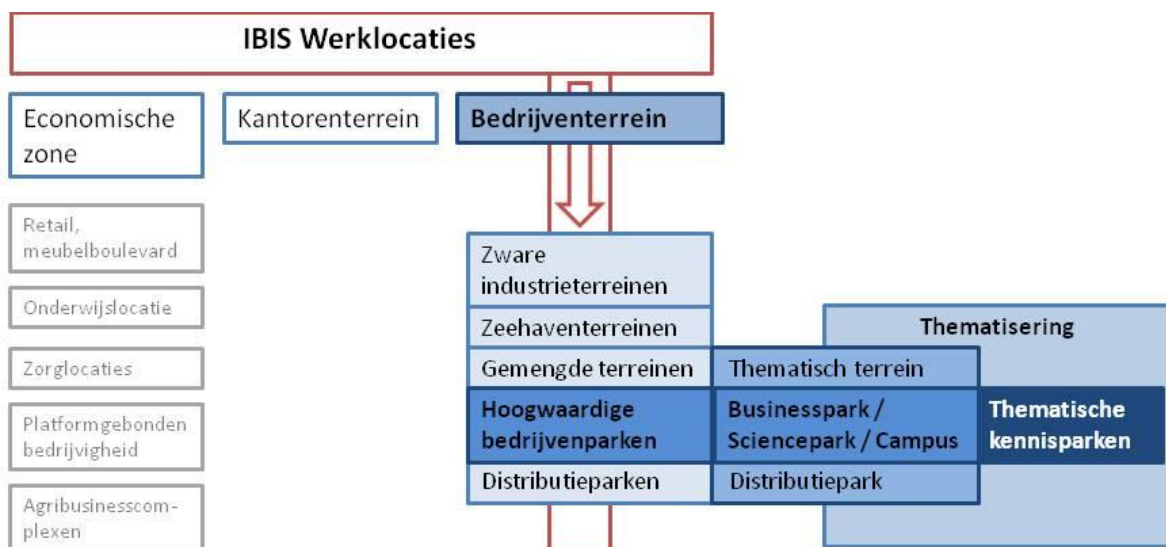 IBIS Werklocaties
Economische
zone
Kantorenterrein
Bedrijventerrein
Retail,
meubelboulevard
Onderwijslocatie
Zorglocaties
Platformgebonden
bedrijvigheid
Agribusinesscom-
plexen
Zware
industrieterreinen
Zeehaventerreinen
Gemengde terreinen
Hoogwaardige
bedrijvenparken
Distributieparken
Thematisering
Thematisch terrein
Businesspark /
Sciencepark / Campus
Distributiepark
Thematische
kennisparken